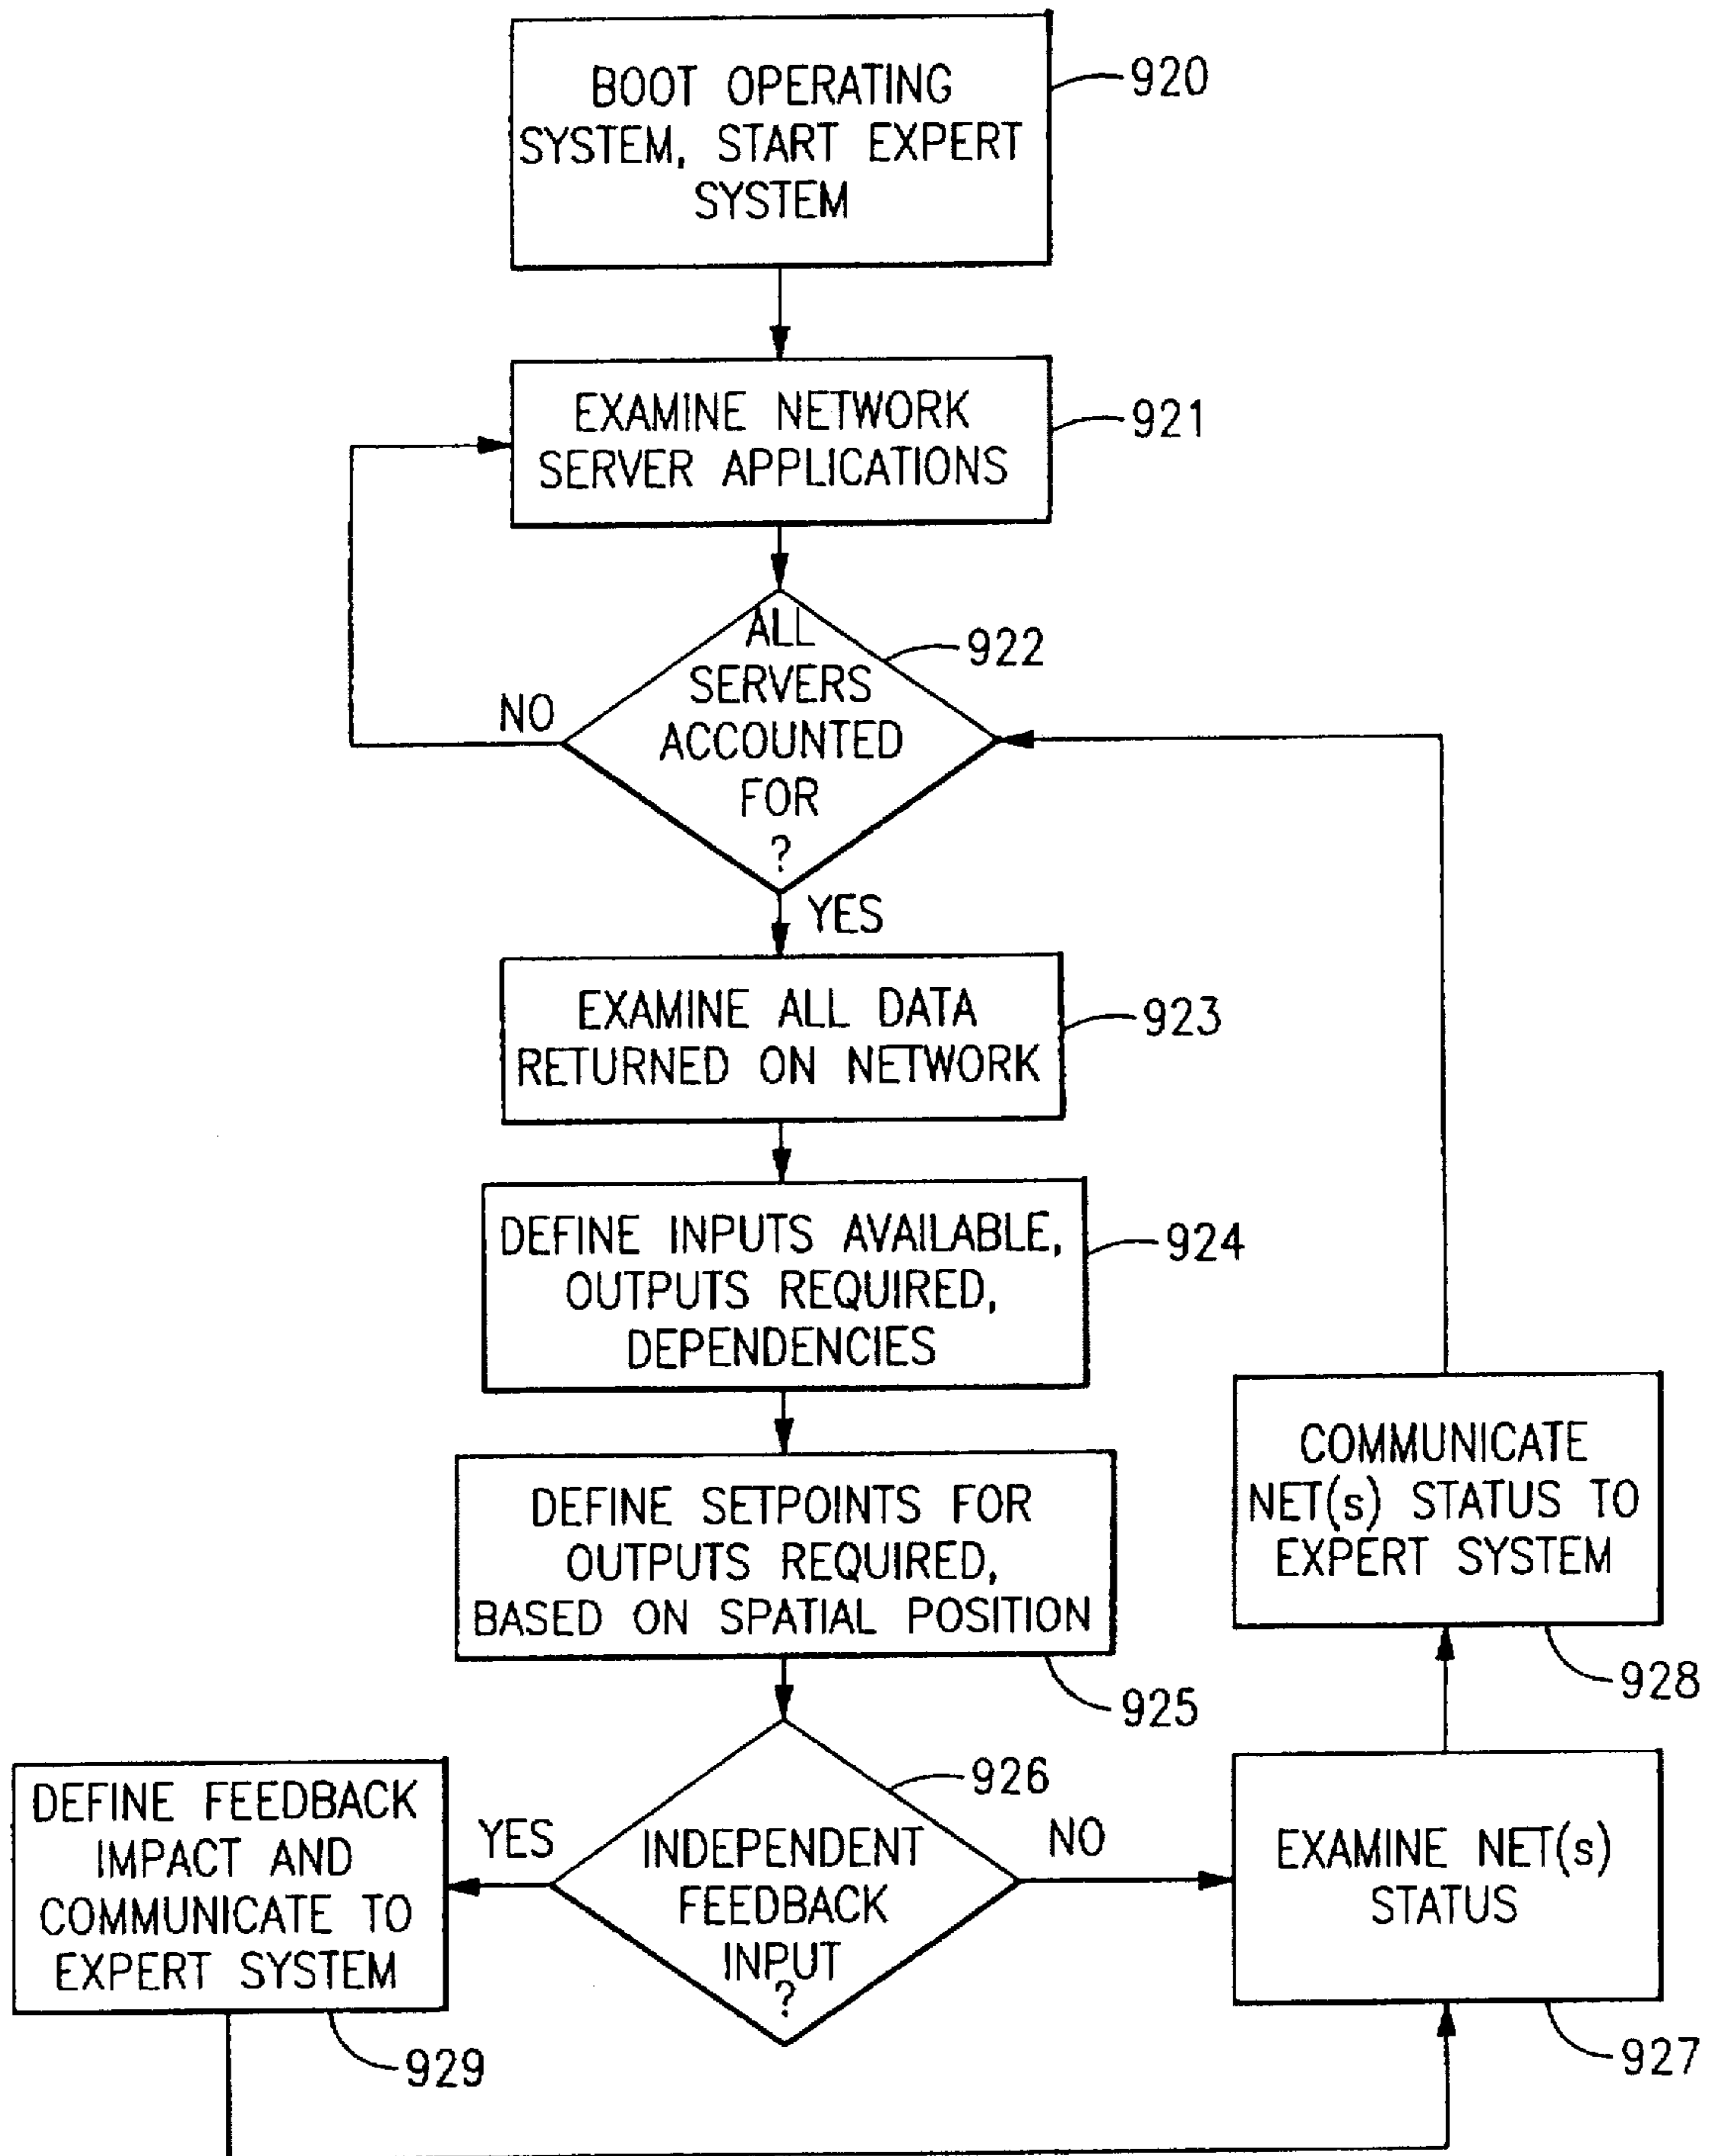 BOOT OPERATING
SYSTEM, START EXPERT
SYSTEM
920
EXAMINE NETWORK
SERVER APPLICATIONS
921
ALL
SERVERS
ACCOUNTED
FOR
?
922
NO
YES
EXAMINE ALL DATA
RETURNED ON NETWORK
923
DEFINE INPUTS AVAILABLE,
OUTPUTS REQUIRED,
DEPENDENCIES
924
DEFINE SETPOINTS FOR
OUTPUTS REQUIRED,
BASED ON SPATIAL POSITION
925
INDEPENDENT
FEEDBACK
INPUT
?
926
YES
NO
DEFINE FEEDBACK
IMPACT AND
COMMUNICATE TO
EXPERT SYSTEM
929
EXAMINE NET(s)
STATUS
927
COMMUNICATE
NET(s) STATUS TO
EXPERT SYSTEM
928